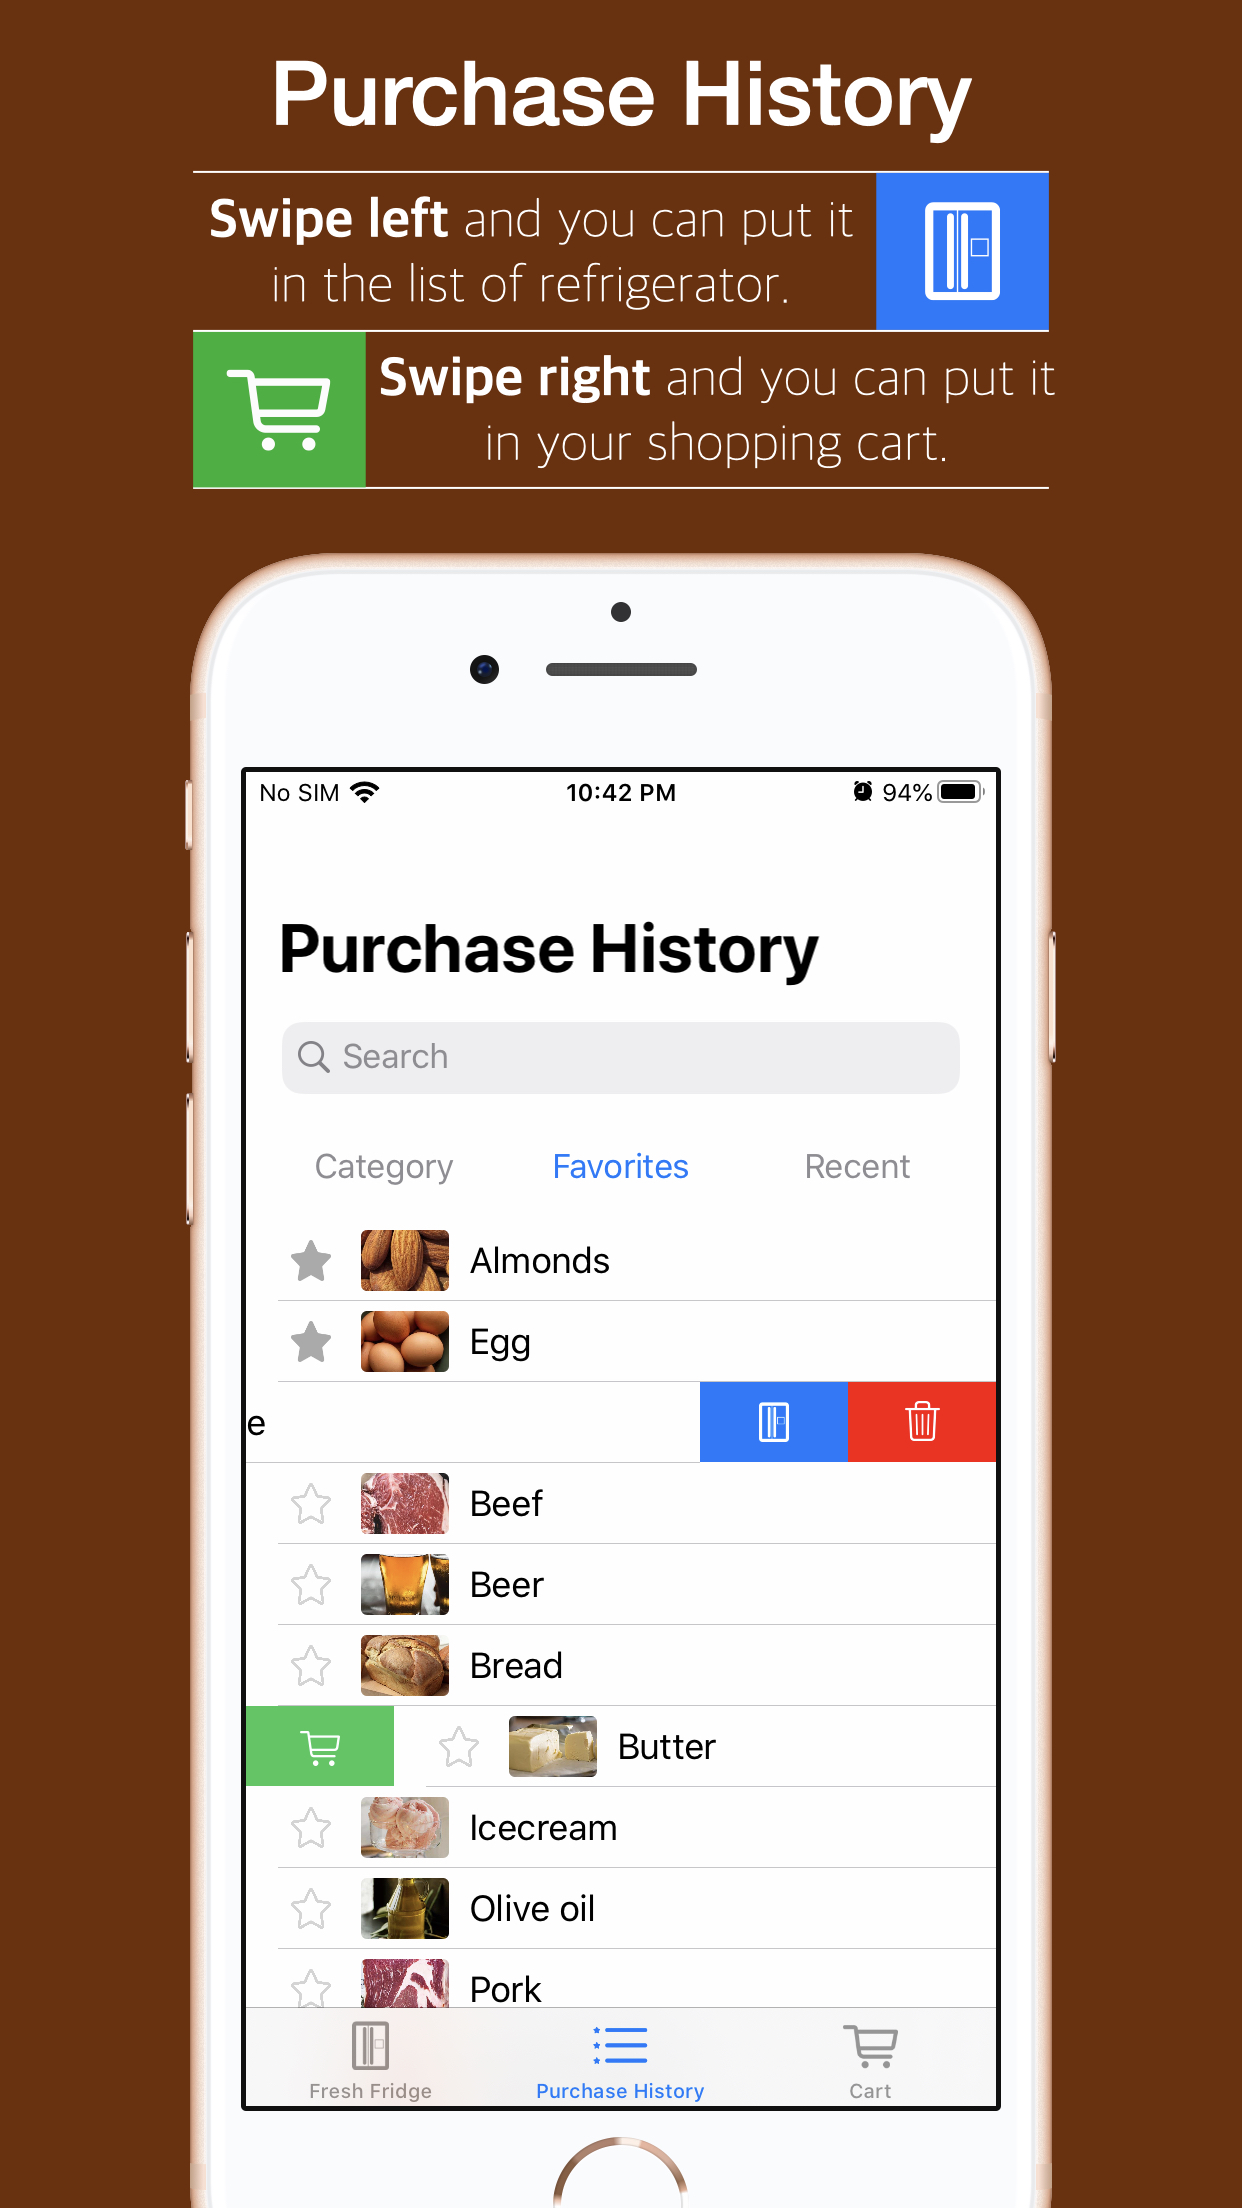 Purchase History
Swipe left and you can put it
in the list of refrigerator.
Swipe right and you can put it
in your shopping cart.
No SIM 10:42 PM 94%
Purchase History
Search
Category Favorites Recent
Almonds
Egg
e
Beef
Beer
Bread
Butter
Icecream
Olive oil
Pork
Fresh Fridge Purchase History Cart